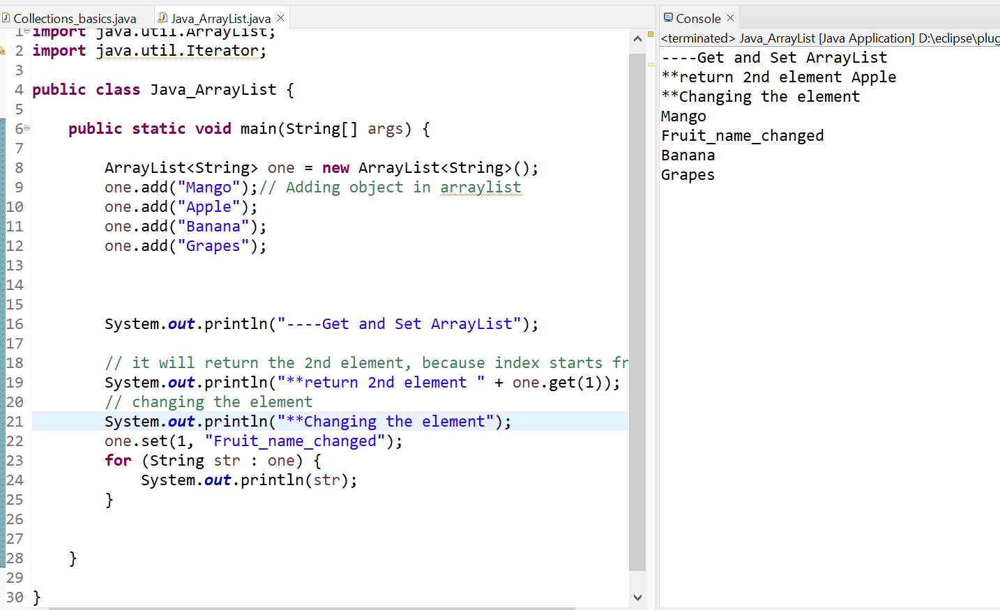 Collections_basics.java
Java_ArrayList.java
1 import java.util.ArrayList;
2 import java.util.Iterator;
3
4 public class Java_ArrayList {
5
6 public static void main(String[] args) {
7
8 ArrayList<String> one = new ArrayList<String>();
9 one.add("Mango");// Adding object in arraylist
10 one.add("Apple");
11 one.add("Banana");
12 one.add("Grapes");
13
14
15
16 System.out.println("----Get and Set ArrayList");
17
18 // it will return the 2nd element, because index starts fr
19 System.out.println("**return 2nd element " + one.get(1));
20 // changing the element
21 System.out.println("**Changing the element");
22 one.set(1, "Fruit_name_changed");
23 for (String str : one) {
24 System.out.println(str);
25 }
26
27
28 }
29
30 }
Console
<terminated> Java_ArrayList [Java Application] D:\eclipse\plug
----Get and Set ArrayList
**return 2nd element Apple
**Changing the element
Mango
Fruit_name_changed
Banana
Grapes